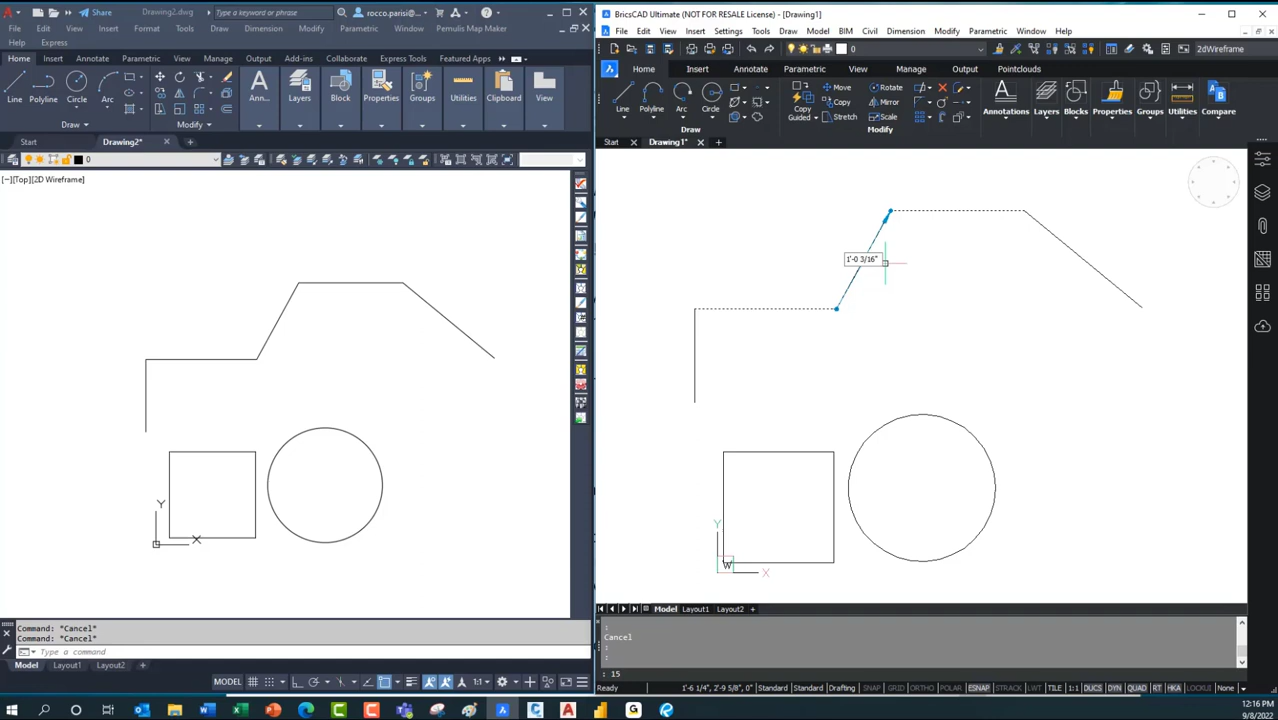 Drawing2.dwg
Type a keyword or phrase
rocco.parisi@...
File Edit View Insert Format Tools Draw Dimension Modify Parametric Window Pemulis Map Maker
Help Express
Home Insert Annotate Parametric View Manage Output Add-ins Collaborate Express Tools Featured Apps
Line Polyline Circle Arc
Ann... Layers Block Properties Groups Utilities Clipboard View
Draw Modify
Start Drawing2*
0
[−][Top][2D Wireframe]
Y
X
Command: *Cancel*
Command: *Cancel*
Type a command
Model Layout1 Layout2
MODEL 1:1
BricsCAD Ultimate (NOT FOR RESALE License) - [Drawing1]
File Edit View Insert Settings Tools Draw Model BIM Civil Dimension Modify Parametric Window Help
0 2dWireframe
Home Insert Annotate Parametric View Manage Output Pointclouds
Line Polyline Arc Circle
Copy Guided Move Copy Stretch Rotate Mirror Scale
Annotations Layers Properties Blocks Groups Utilities Compare
Draw Modify
Start Drawing1*
1'-0 3/16"
Y
W
X
Model Layout1 Layout2
:
Cancel
:
:
: 15
Ready 1'-6 1/4", 2'-9 5/8", 0" Standard Standard Drafting SNAP GRID ORTHO POLAR ESNAP STRACK LWT TILE 1:1 DUCS DYN QUAD RT HKA LOCKUI None
12:16 PM
9/8/2022